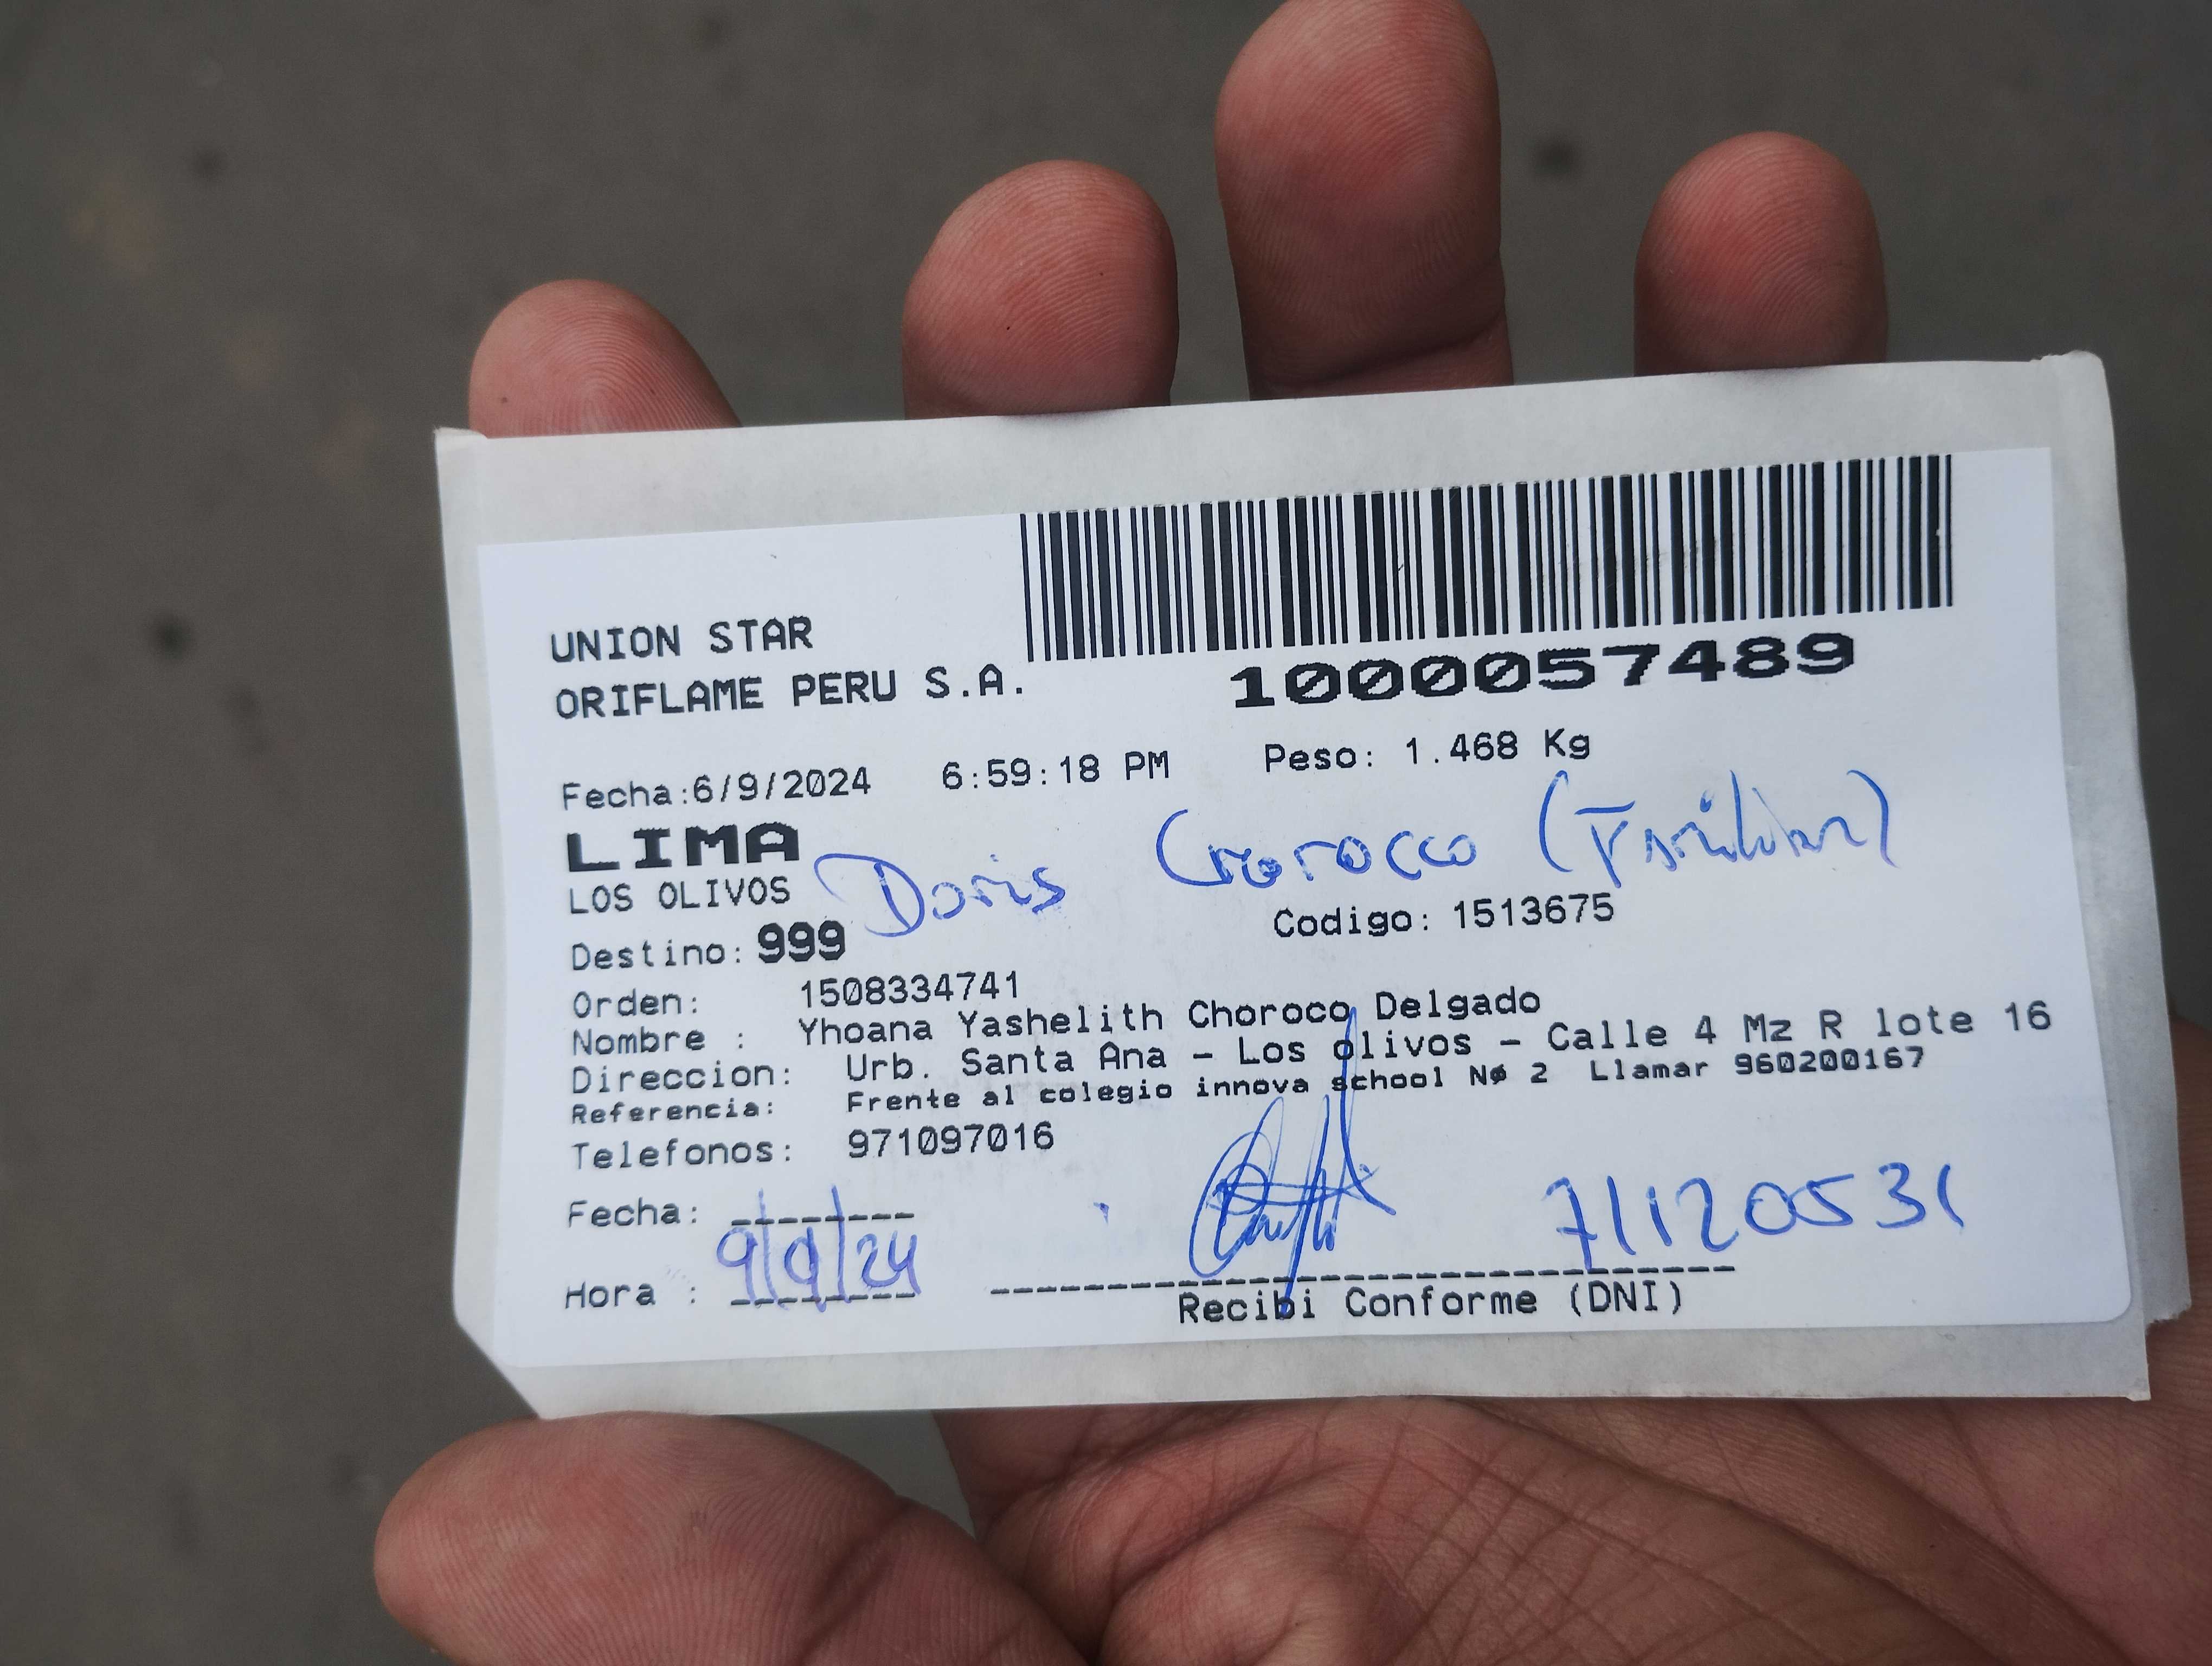 UNION STAR
ORIFLAME PERU S.A.
1000057489
Fecha:6/9/2024 6:59:18 PM Peso: 1.468 Kg
LIMA
LOS OLIVOS
Doris Chorocco (Familiar)
Destino: 999 Codigo: 1513675
Orden: 1508334741
Nombre : Yhoana Yashelith Choroco Delgado
Direccion: Urb. Santa Ana - Los olivos - Calle 4 Mz R lote 16
Referencia: Frente al colegio innova school Nø 2 Llamar 960200167
Telefonos: 971097016
Fecha: 9/9/24
71120531
Hora :
Recibi Conforme (DNI)